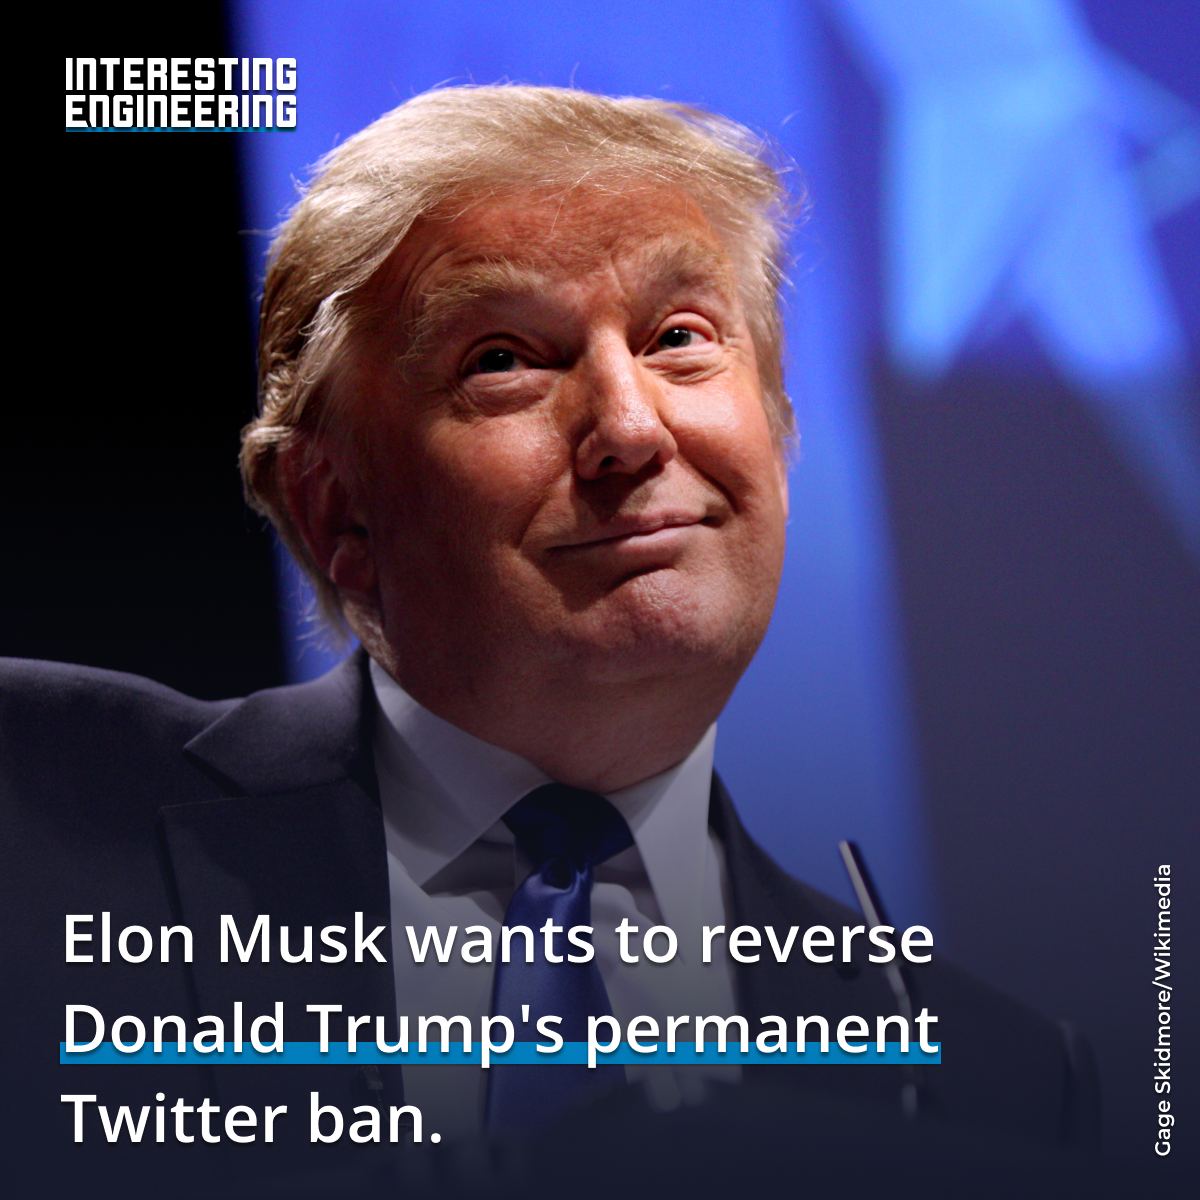 INTERESTING
ENGINEERING
Elon Musk wants to reverse
Donald Trump's permanent
Twitter ban.
Gage Skidmore/Wikimedia